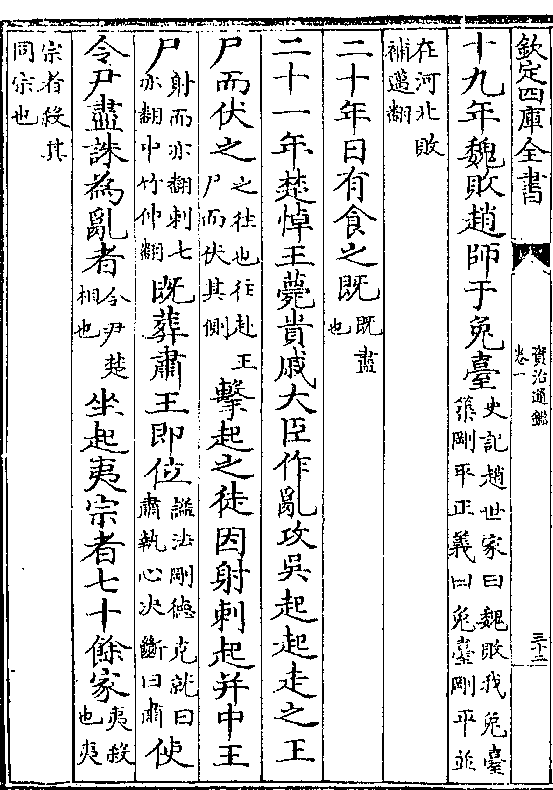 欽定四庫全書
資治通鑑
卷一
三十二
十九年魏敗趙師于兔臺史記趙世家曰魏敗我兔臺築剛平正義曰兔臺剛平並
在河北敗補邁翻
二十年日有食之既既盡也
二十一年楚悼王薨貴戚大臣作亂攻吳起起走之王
尸而伏之之往也往赴王尸而伏其側擊起之徒因射刺起并中王
尸射而亦翻刺七亦翻中竹仲翻既葬肅王即位諡法剛德克就曰肅執心决斷曰肅使
令尹盡誅為亂者令尹楚相也坐起夷宗者七十餘家夷殺也夷
宗者殺其同宗也